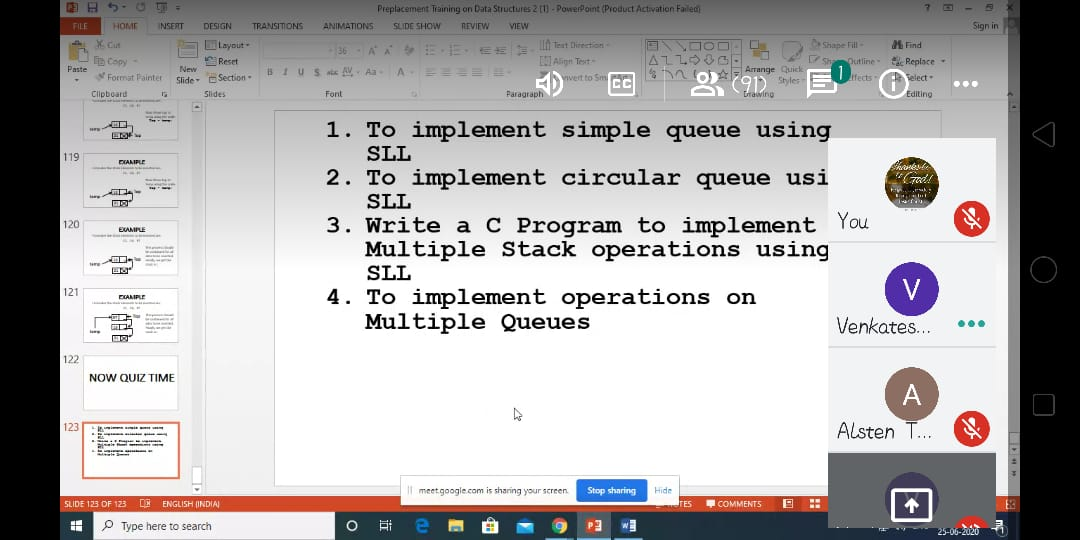 Preplacement Training on Data Structures 2 (1) - PowerPoint (Product Activation Failed)
FILE HOME INSERT DESIGN TRANSITIONS ANIMATIONS SLIDE SHOW REVIEW VIEW Sign in
Cut
Copy
Format Painter
Paste
Clipboard
New
Slide
Layout
Reset
Section
Slides
36
Font
Text Direction
Align Text
Paragraph
Arrange
Quick
Styles
Drawing
Shape Fill
Find
Replace
Select
Editing
CC
(91)
1
1. To implement simple queue using
SLL
2. To implement circular queue usi
SLL
3. Write a C Program to implement
Multiple Stack operations using
SLL
4. To implement operations on
Multiple Queues
119
EXAMPLE
120
EXAMPLE
121
EXAMPLE
122
NOW QUIZ TIME
123
You
V
Venkates...
A
Alsten T...
meet.google.com is sharing your screen. Stop sharing Hide
SLIDE 123 OF 123 ENGLISH (INDIA) COMMENTS
Type here to search
25-06-2020